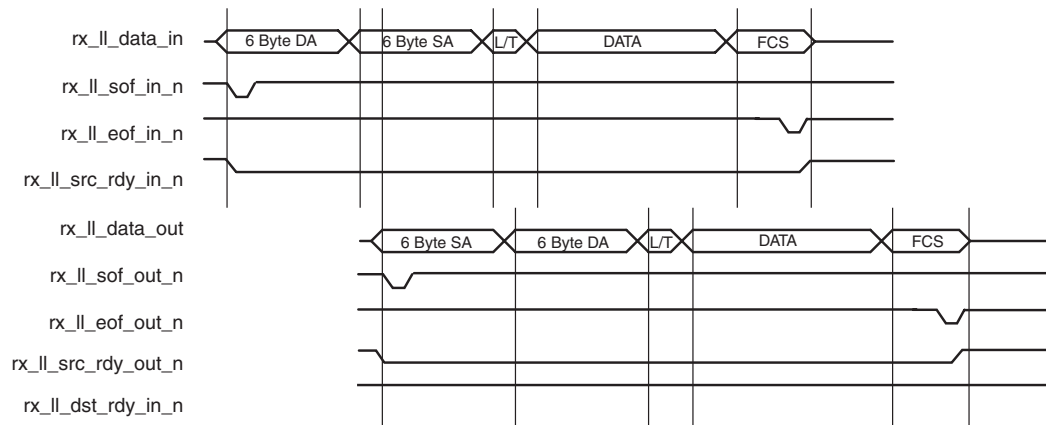 rx_ll_data_in
6 Byte DA
6 Byte SA
L/T
DATA
FCS
rx_ll_sof_in_n
rx_ll_eof_in_n
rx_ll_src_rdy_in_n
rx_ll_data_out
6 Byte SA
6 Byte DA
L/T
DATA
FCS
rx_ll_sof_out_n
rx_ll_eof_out_n
rx_ll_src_rdy_out_n
rx_ll_dst_rdy_in_n